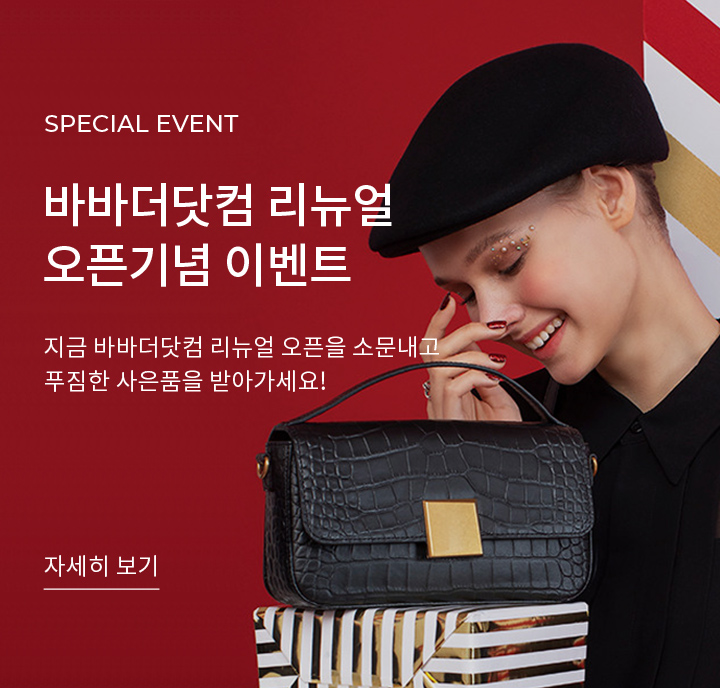 SPECIAL EVENT
바바더닷컴 리뉴얼
오픈기념 이벤트
지금 바바더닷컴 리뉴얼 오픈을 소문내고
푸짐한 사은품을 받아가세요!
자세히 보기